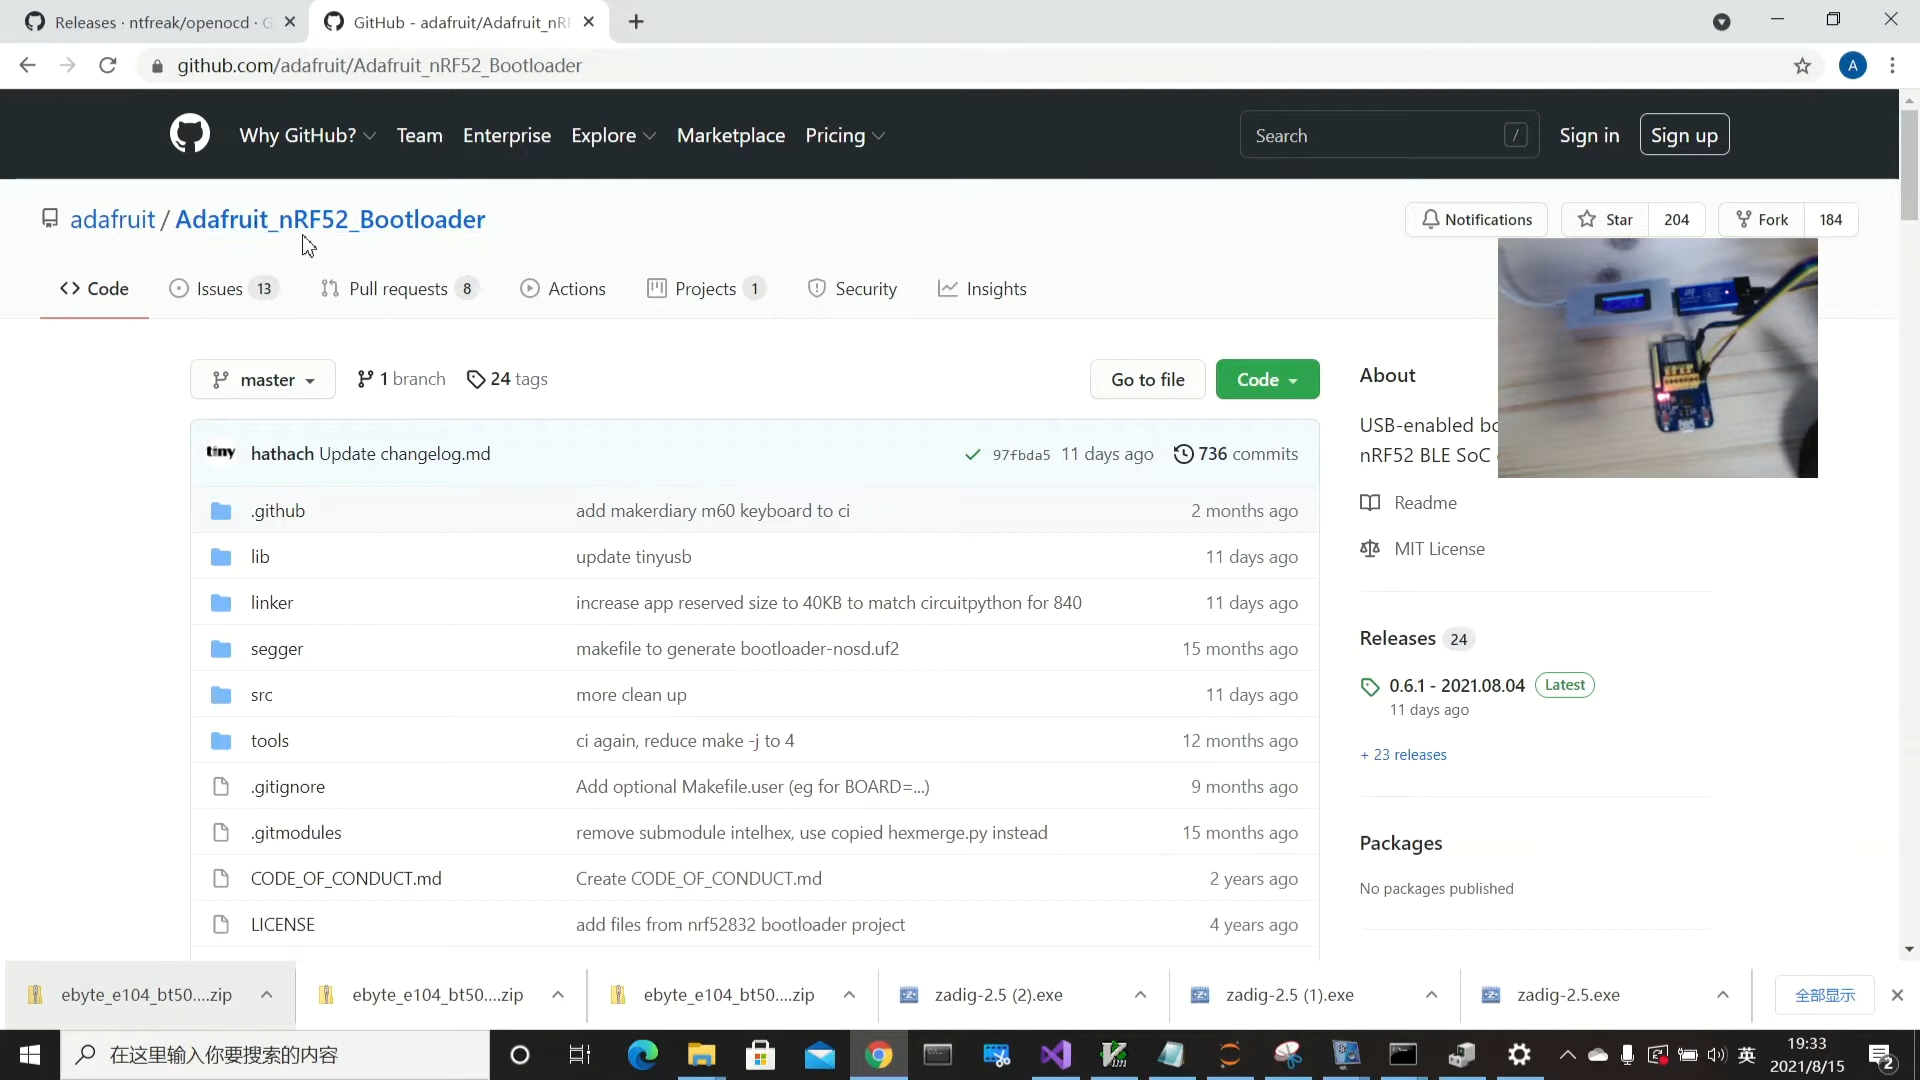 Releases · ntfreak/openocd · G
GitHub - adafruit/Adafruit_nRF
github.com/adafruit/Adafruit_nRF52_Bootloader
A
Why GitHub? Team Enterprise Explore Marketplace Pricing
Search /
Sign in
Sign up
adafruit / Adafruit_nRF52_Bootloader
Notifications
Star 204
Fork 184
Code
Issues 13
Pull requests 8
Actions
Projects 1
Security
Insights
master
1 branch
24 tags
Go to file
Code
tiny hathach Update changelog.md 97fbda5 11 days ago 736 commits
.github add makerdiary m60 keyboard to ci 2 months ago
lib update tinyusb 11 days ago
linker increase app reserved size to 40KB to match circuitpython for 840 11 days ago
segger makefile to generate bootloader-nosd.uf2 15 months ago
src more clean up 11 days ago
tools ci again, reduce make -j to 4 12 months ago
.gitignore Add optional Makefile.user (eg for BOARD=...) 9 months ago
.gitmodules remove submodule intelhex, use copied hexmerge.py instead 15 months ago
CODE_OF_CONDUCT.md Create CODE_OF_CONDUCT.md 2 years ago
LICENSE add files from nrf52832 bootloader project 4 years ago
About
USB-enabled bo
nRF52 BLE SoC
Readme
MIT License
Releases 24
0.6.1 - 2021.08.04 Latest
11 days ago
+ 23 releases
Packages
No packages published
ebyte_e104_bt50....zip
ebyte_e104_bt50....zip
ebyte_e104_bt50....zip
zadig-2.5 (2).exe
zadig-2.5 (1).exe
zadig-2.5.exe
全部显示
在这里输入你要搜索的内容
英
19:33
2021/8/15
2